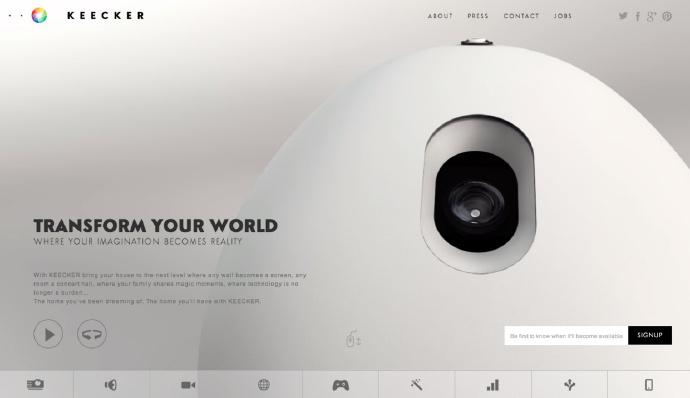 KEECKER
ABOUT PRESS CONTACT JOBS
TRANSFORM YOUR WORLD
WHERE YOUR IMAGINATION BECOMES REALITY
With KEECKER bring your house to the next level where any wall becomes a screen, any
room a concert hall, where your family shares magic moments, where technology is no
longer a burden...
The home you've been dreaming of. The home you'll have with KEECKER.
Be first to know when it'll become available
SIGNUP